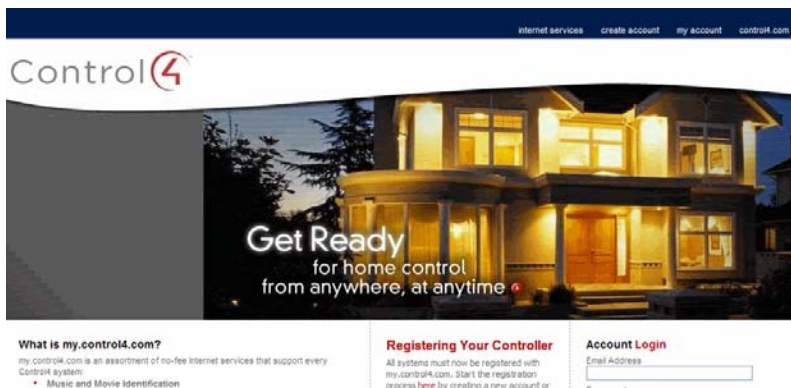 internet services create account my account control4.com
Control4
Get Ready
for home control
from anywhere, at anytime
What is my.control4.com?
my.control4.com is an assortment of no-fee Internet services that support every
Control4 system:
• Music and Movie Identification
Registering Your Controller
All systems must now be registered with
my.control4.com. Start the registration
process here by creating a new account or
Account Login
Email Address